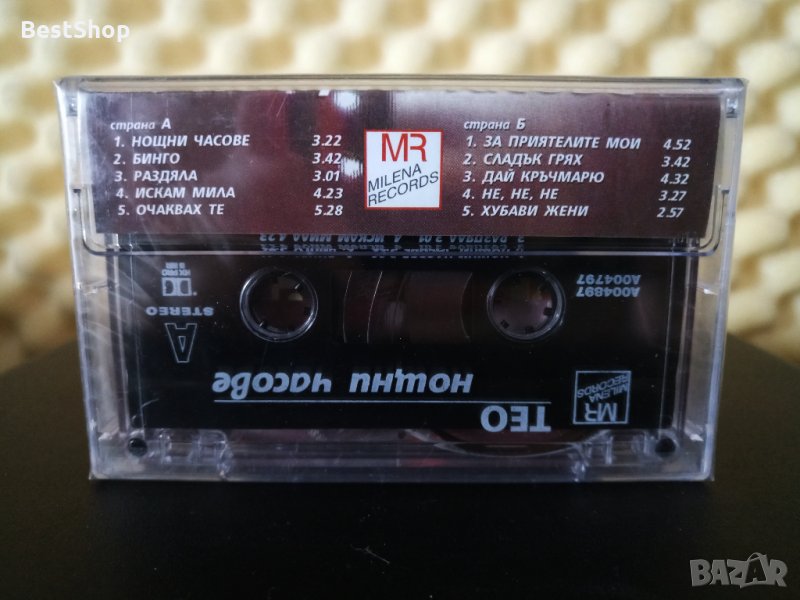 BestShop
страна А
1. НОЩНИ ЧАСОВЕ 3.22
2. БИНГО 3.42
3. РАЗДЯЛА 3.01
4. ИСКАМ МИЛА 4.23
5. ОЧАКВАХ ТЕ 5.28
MR
MILENA
RECORDS
страна Б
1. ЗА ПРИЯТЕЛИТЕ МОИ 4.52
2. СЛАДЪК ГРЯХ 3.42
3. ДАЙ КРЪЧМАРЮ 4.32
4. НЕ, НЕ, НЕ 3.27
5. ХУБАВИ ЖЕНИ 2.57
MR
MILENA
RECORDS
ТЕО
нощни часове
A
STEREO
HX PRO
A004797
A004897
BAZAR